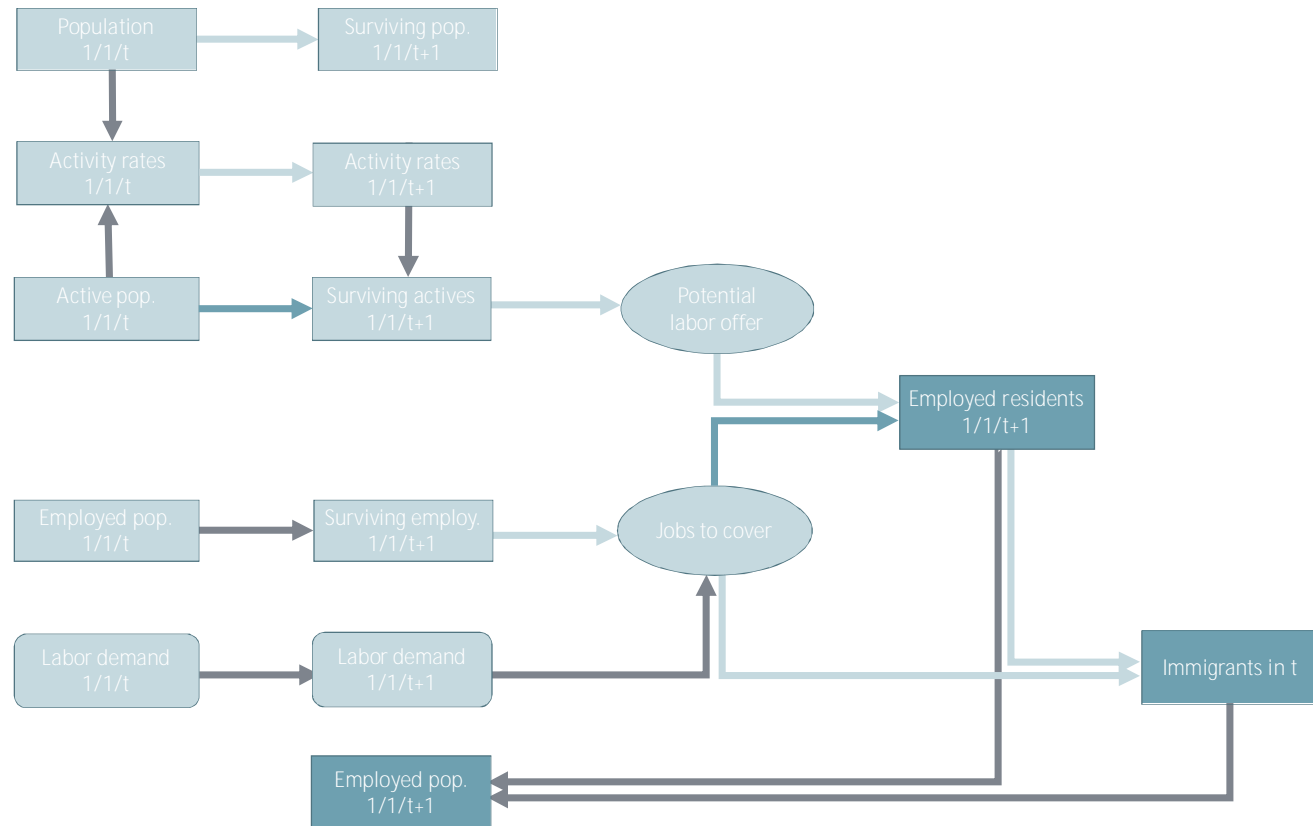 Population
1/1/t
Surviving pop.
1/1/t+1
Activity rates
1/1/t
Activity rates
1/1/t+1
Active pop.
1/1/t
Surviving actives
1/1/t+1
Potential
labor offer
Employed residents
1/1/t+1
Employed pop.
1/1/t
Surviving employ.
1/1/t+1
Jobs to cover
Labor demand
1/1/t
Labor demand
1/1/t+1
Immigrants in t
Employed pop.
1/1/t+1